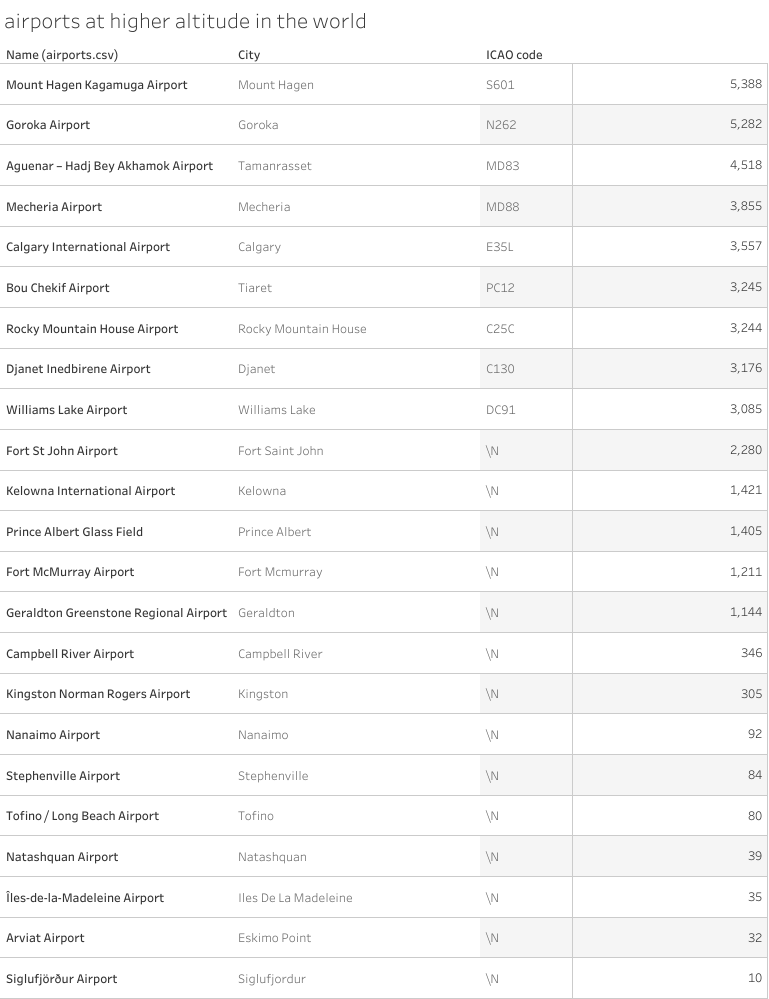 airports at higher altitude in the world
Name (airports.csv) City ICAO code
Mount Hagen Kagamuga Airport Mount Hagen S601 5,388
Goroka Airport Goroka N262 5,282
Aguenar – Hadj Bey Akhamok Airport Tamanrasset MD83 4,518
Mecheria Airport Mecheria MD88 3,855
Calgary International Airport Calgary E35L 3,557
Bou Chekif Airport Tiaret PC12 3,245
Rocky Mountain House Airport Rocky Mountain House C25C 3,244
Djanet Inedbirene Airport Djanet C130 3,176
Williams Lake Airport Williams Lake DC91 3,085
Fort St John Airport Fort Saint John \N 2,280
Kelowna International Airport Kelowna \N 1,421
Prince Albert Glass Field Prince Albert \N 1,405
Fort McMurray Airport Fort Mcmurray \N 1,211
Geraldton Greenstone Regional Airport Geraldton \N 1,144
Campbell River Airport Campbell River \N 346
Kingston Norman Rogers Airport Kingston \N 305
Nanaimo Airport Nanaimo \N 92
Stephenville Airport Stephenville \N 84
Tofino / Long Beach Airport Tofino \N 80
Natashquan Airport Natashquan \N 39
Îles-de-la-Madeleine Airport Iles De La Madeleine \N 35
Arviat Airport Eskimo Point \N 32
Siglufjörður Airport Siglufjordur \N 10